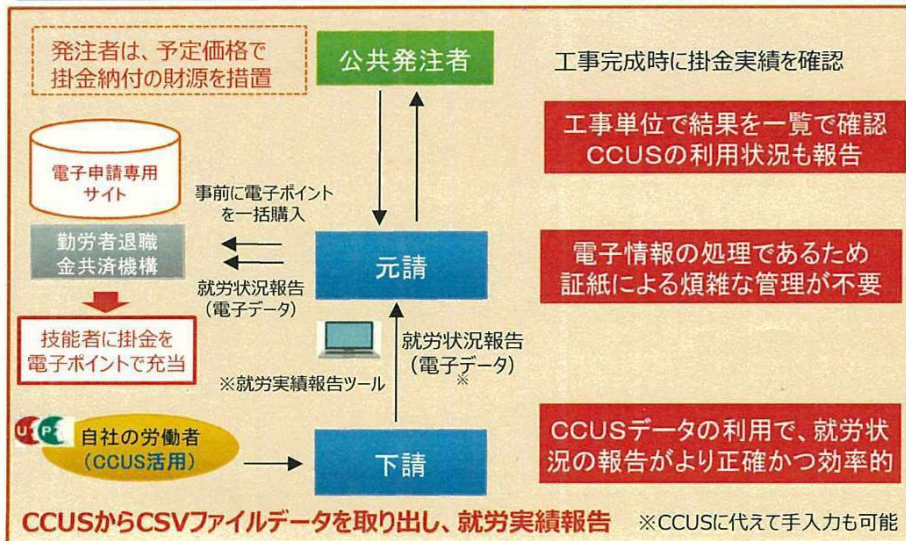 発注者は、予定価格で
掛金納付の財源を措置
公共発注者
工事完成時に掛金実績を確認
工事単位で結果を一覧で確認
CCUSの利用状況も報告
電子申請専用
サイト
事前に電子ポイント
を一括購入
勤労者退職
金共済機構
元請
電子情報の処理であるため
証紙による煩雑な管理が不要
就労状況報告
(電子データ)
技能者に掛金を
電子ポイントで充当
就労状況報告
(電子データ)
※
※就労実績報告ツール
自社の労働者
(CCUS活用)
下請
CCUSデータの利用で、就労状
況の報告がより正確かつ効率的
CCUSからCSVファイルデータを取り出し、就労実績報告
※CCUSに代えて手入力も可能